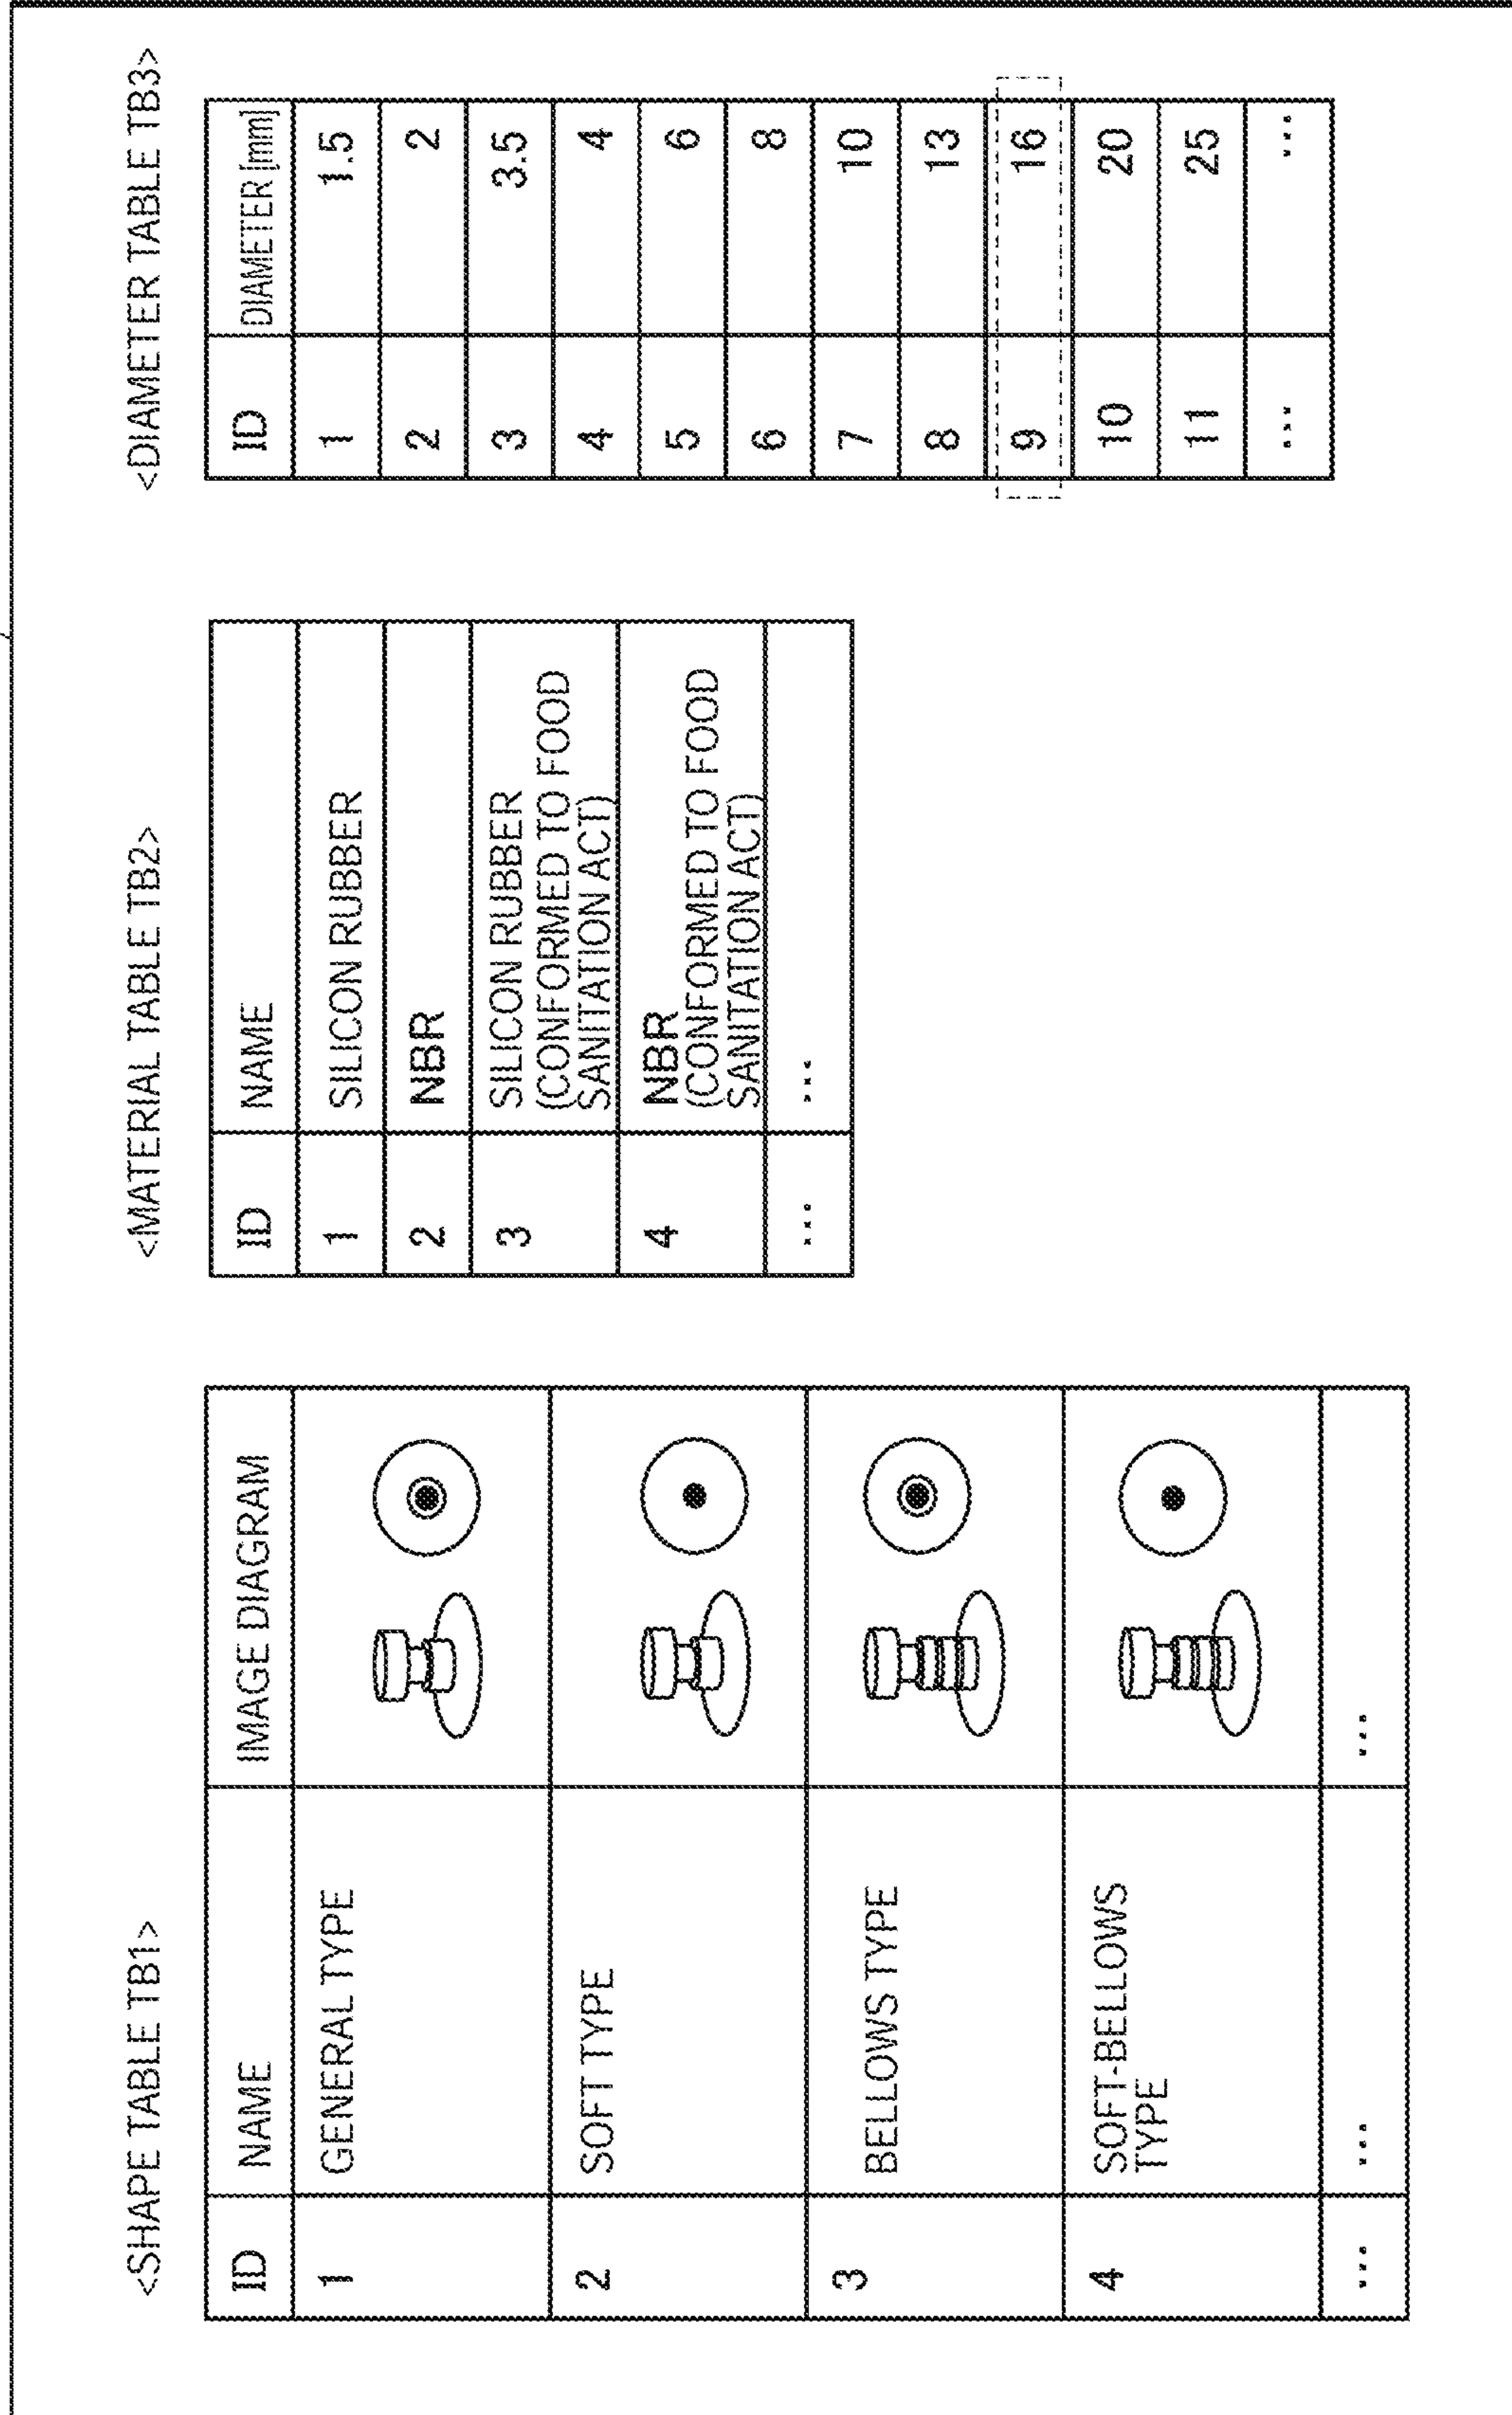 <SHAPE TABLE TB1>
ID NAME IMAGE DIAGRAM
1 GENERAL TYPE
2 SOFT TYPE
3 BELLOWS TYPE
4 SOFT-BELLOWS
TYPE
... ... ...
<MATERIAL TABLE TB2>
ID NAME
1 SILICON RUBBER
2 NBR
3 SILICON RUBBER
(CONFORMED TO FOOD
SANITATION ACT)
4 NBR
(CONFORMED TO FOOD
SANITATION ACT)
... ...
<DIAMETER TABLE TB3>
ID DIAMETER [mm]
1 1.5
2 2
3 3.5
4 4
5 6
6 8
7 10
8 13
9 16
10 20
11 25
... ...